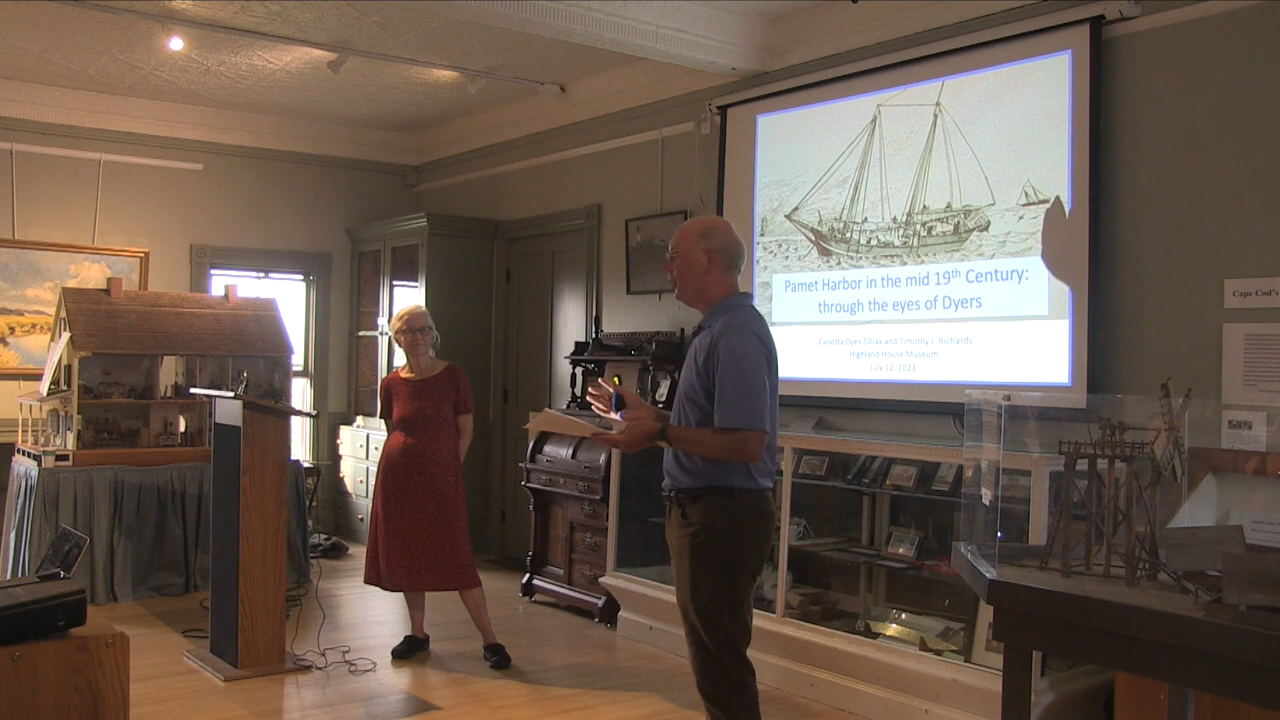 Pamet Harbor in the mid 19th Century:
through the eyes of Dyers
Carlotta Dyer Zilliax and Timothy J. Richards
Highland House Museum
July 12, 2023
Cape Cod's